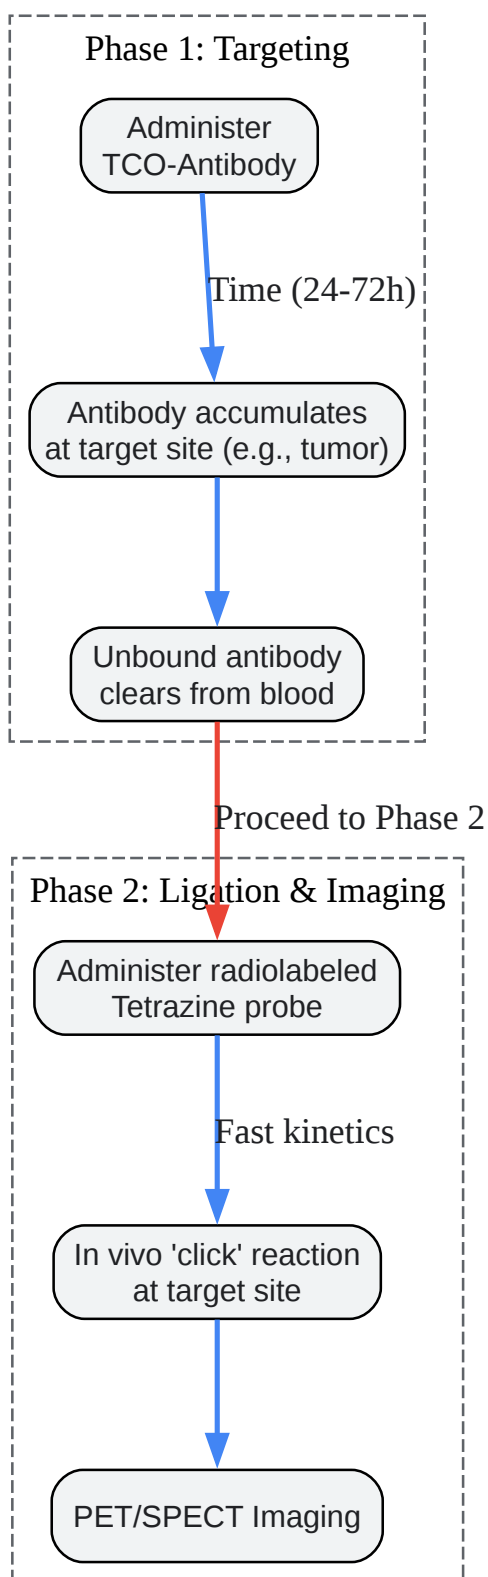 Phase 1: Targeting
Administer
TCO-Antibody
Time (24-72h)
Antibody accumulates
at target site (e.g., tumor)
Unbound antibody
clears from blood
Proceed to Phase 2
Phase 2: Ligation & Imaging
Administer radiolabeled
Tetrazine probe
Fast kinetics
In vivo 'click' reaction
at target site
PET/SPECT Imaging